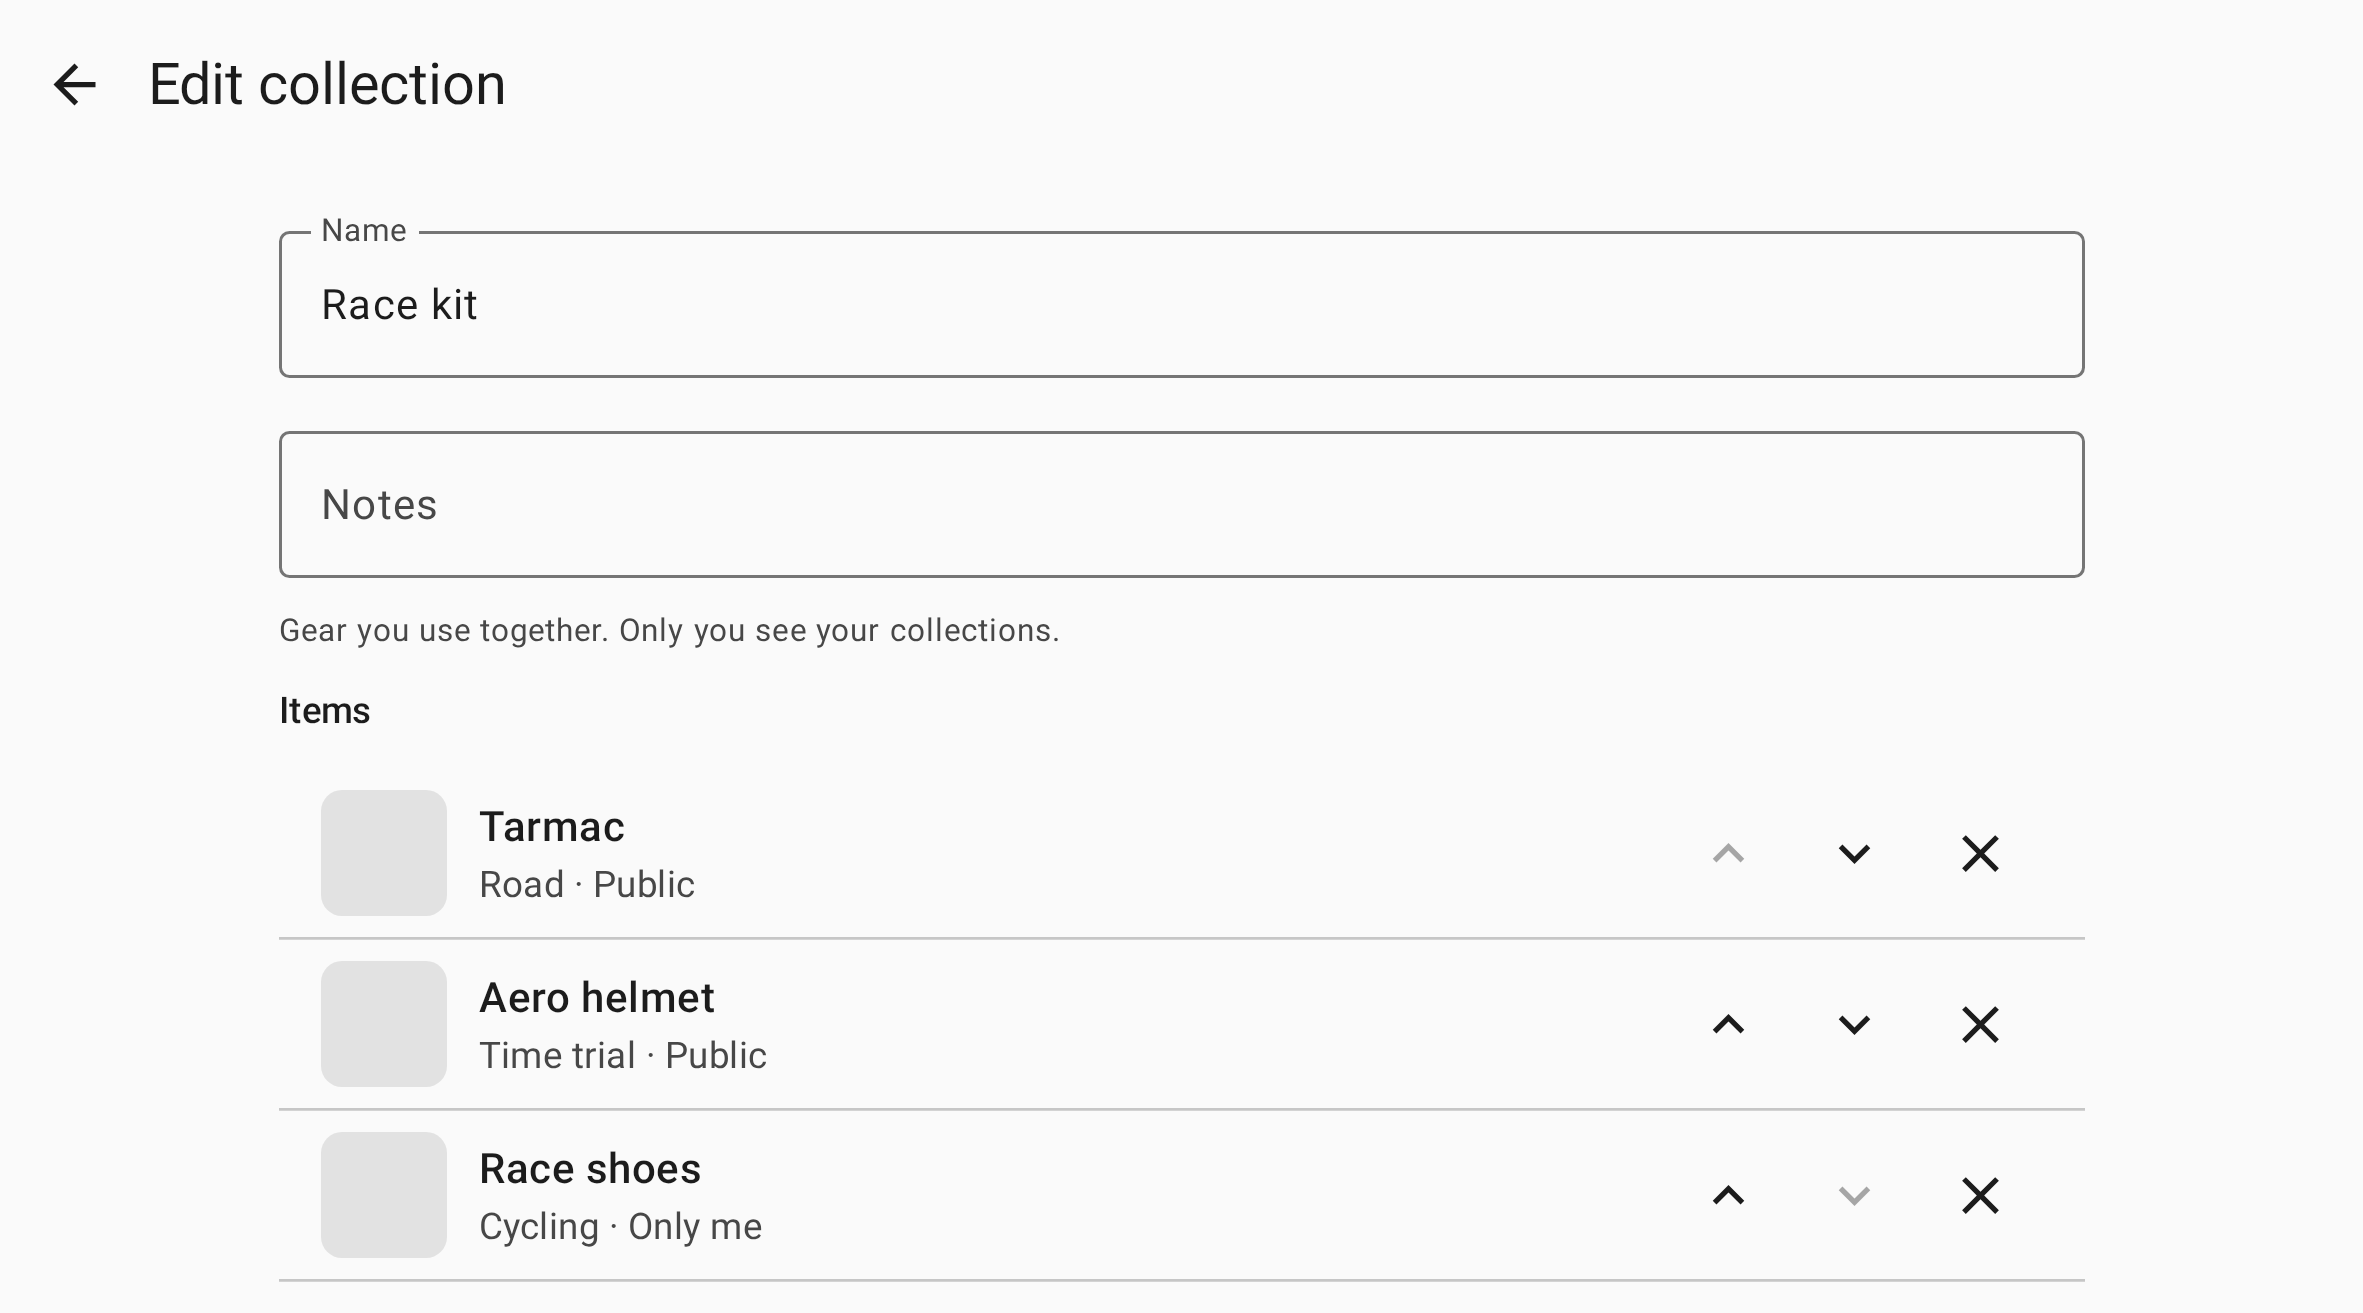 Edit collection
Name
Race kit
Notes
Gear you use together. Only you see your collections.
Items
Tarmac
Road · Public
Aero helmet
Time trial · Public
Race shoes
Cycling · Only me